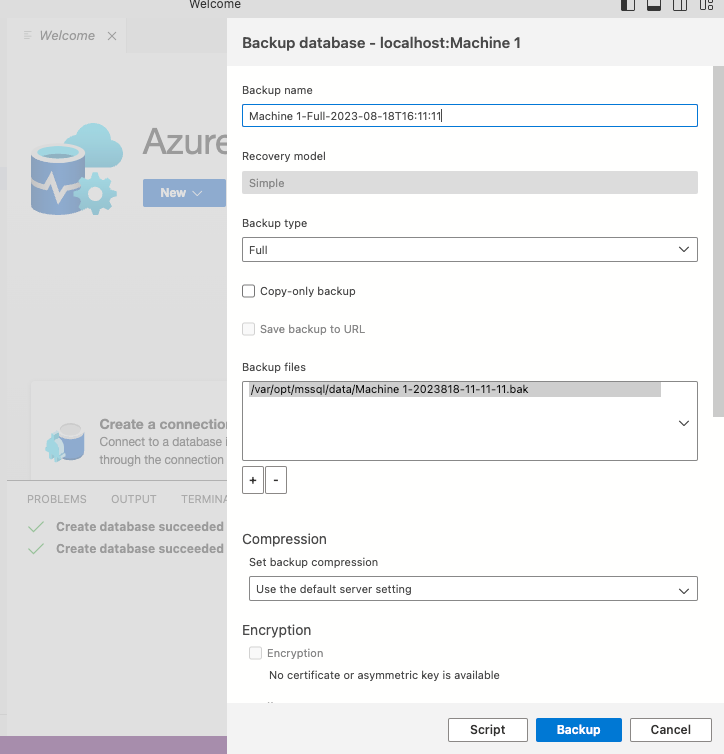 Welcome
Welcome
Azure
New
Create a connection
Connect to a database
through the connection
PROBLEMS OUTPUT
Create database succeeded
Create database succeeded
Backup database - localhost:Machine 1
Backup name
Machine 1-Full-2023-08-18T16:11:11
Recovery model
Simple
Backup type
Full
Copy-only backup
Save backup to URL
Backup files
/var/opt/mssql/data/Machine 1-2023818-11-11-11.bak
+ -
Compression
Set backup compression
Use the default server setting
Encryption
Encryption
No certificate or asymmetric key is available
Script Backup Cancel